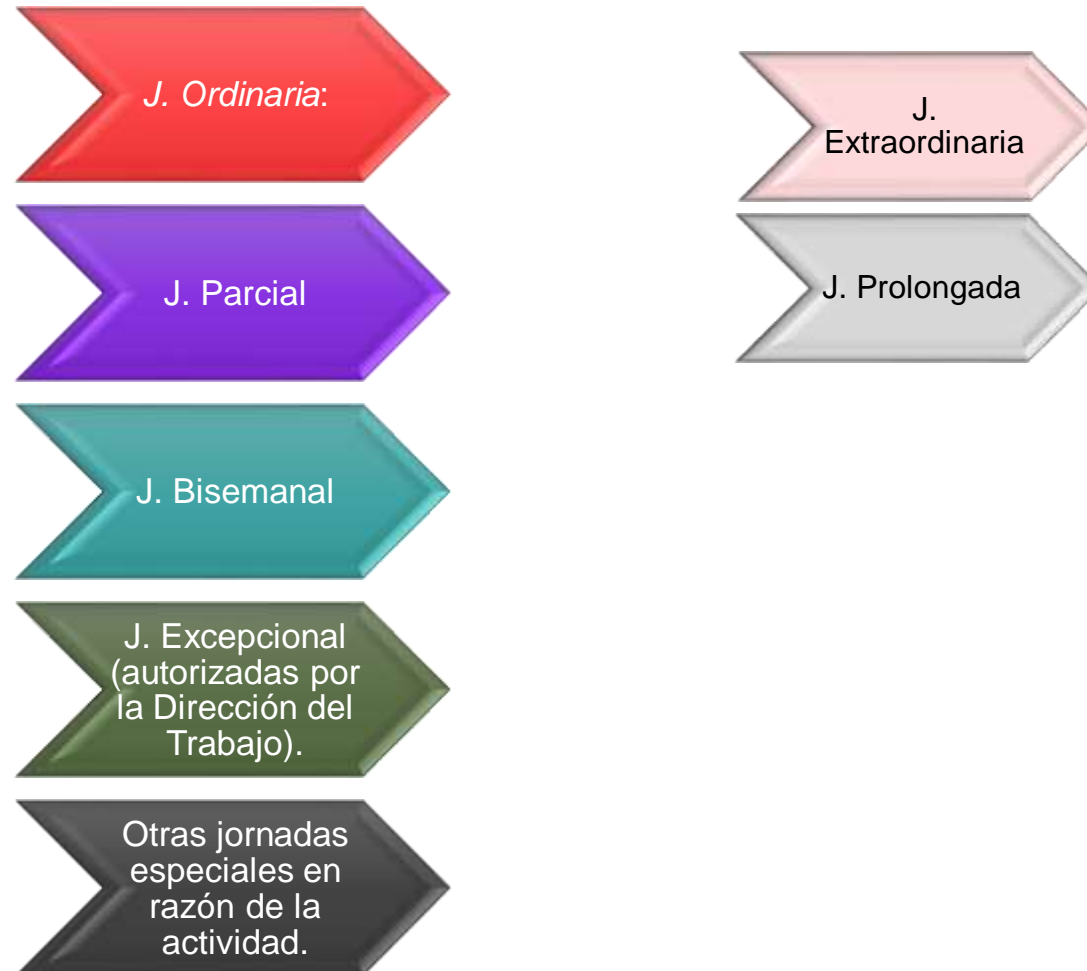 J. Ordinaria:
J. Parcial
J. Bisemanal
J. Excepcional
(autorizadas por
la Dirección del
Trabajo).
Otras jornadas
especiales en
razón de la
actividad.
J.
Extraordinaria
J. Prolongada